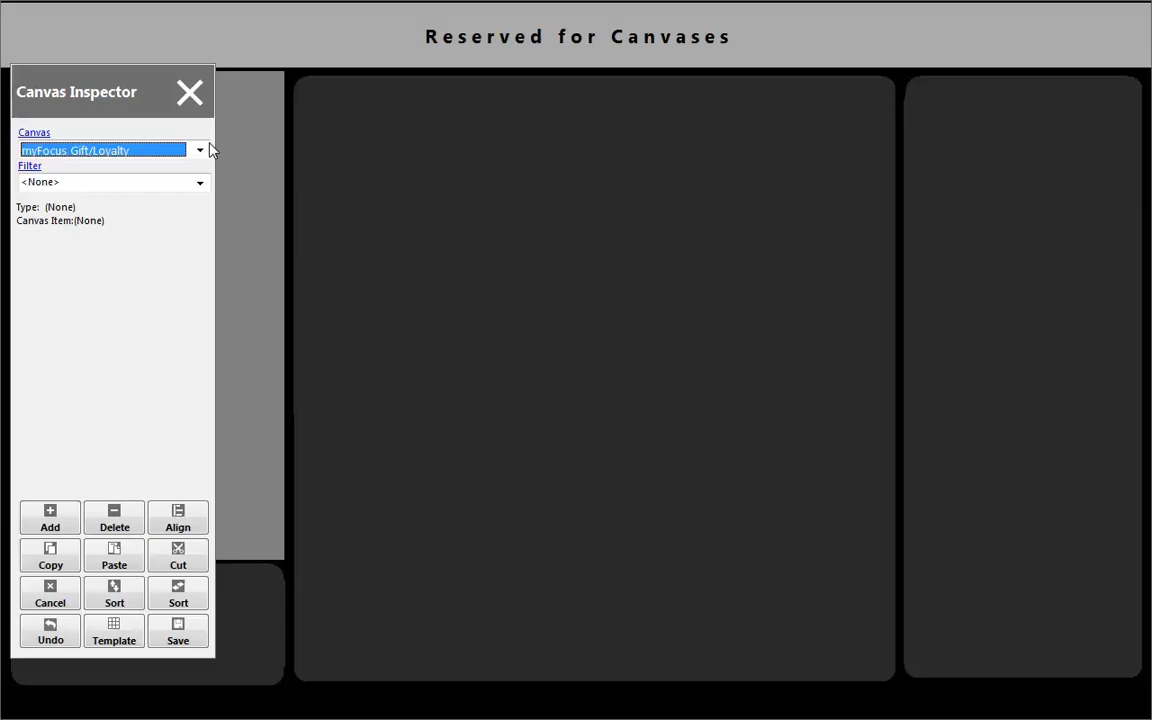 Reserved for Canvases
Canvas Inspector
Canvas
myFocus Gift/Loyalty
Filter
<None>
Type: (None)
Canvas Item:(None)
Add Delete Align
Copy Paste Cut
Cancel Sort Sort
Undo Template Save